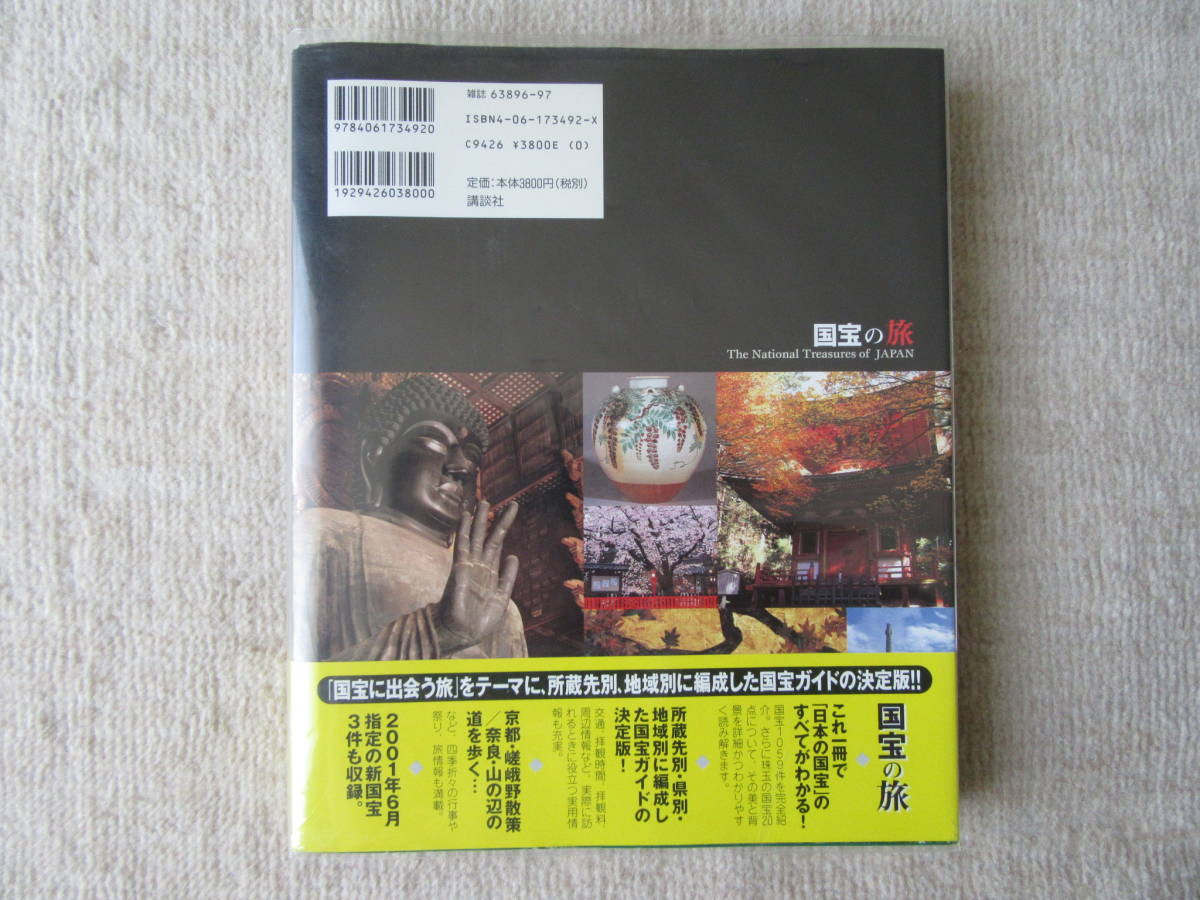 雑誌 63896-97
ISBN4-06-173492-X
C9426 ¥3800E (0)
定価:本体3800円(税別)
講談社
9784061734920
1929426038000
国宝の旅
The National Treasures of JAPAN
「国宝に出会う旅」をテーマに、所蔵先別、地域別に編成した国宝ガイドの決定版!!
国宝の旅
これ一冊で
「日本の国宝」の
すべてがわかる!
国宝1059件を完全紹
介。さらに珠玉の国宝20
点について、その美と背
景を詳細かつわかりやす
く読み解きます。
所蔵先別・県別・
地域別に編成し
た国宝ガイドの
決定版!
交通、拝観時間、拝観料、
周辺情報など、実際に訪
れるときに役立つ実用情
報も充実。
京都・嵯峨野散策
/奈良・山の辺の
道を歩く…
など、四季折々の行事や
祭り、旅情報も満載。
2001年6月
指定の新国宝
3件も収録。